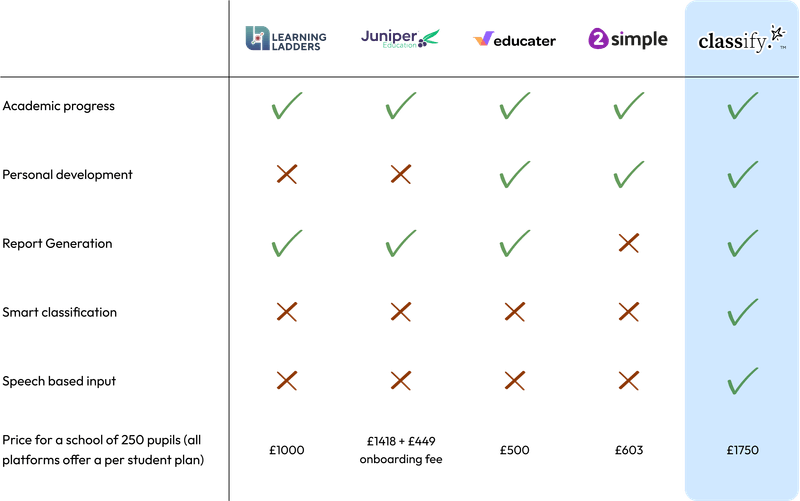 LEARNING
LADDERS
Juniper
Education
educater
2 simple
classify.™
Academic progress
Personal development
Report Generation
Smart classification
Speech based input
Price for a school of 250 pupils (all
platforms offer a per student plan)
£1000
£1418 + £449
onboarding fee
£500
£603
£1750